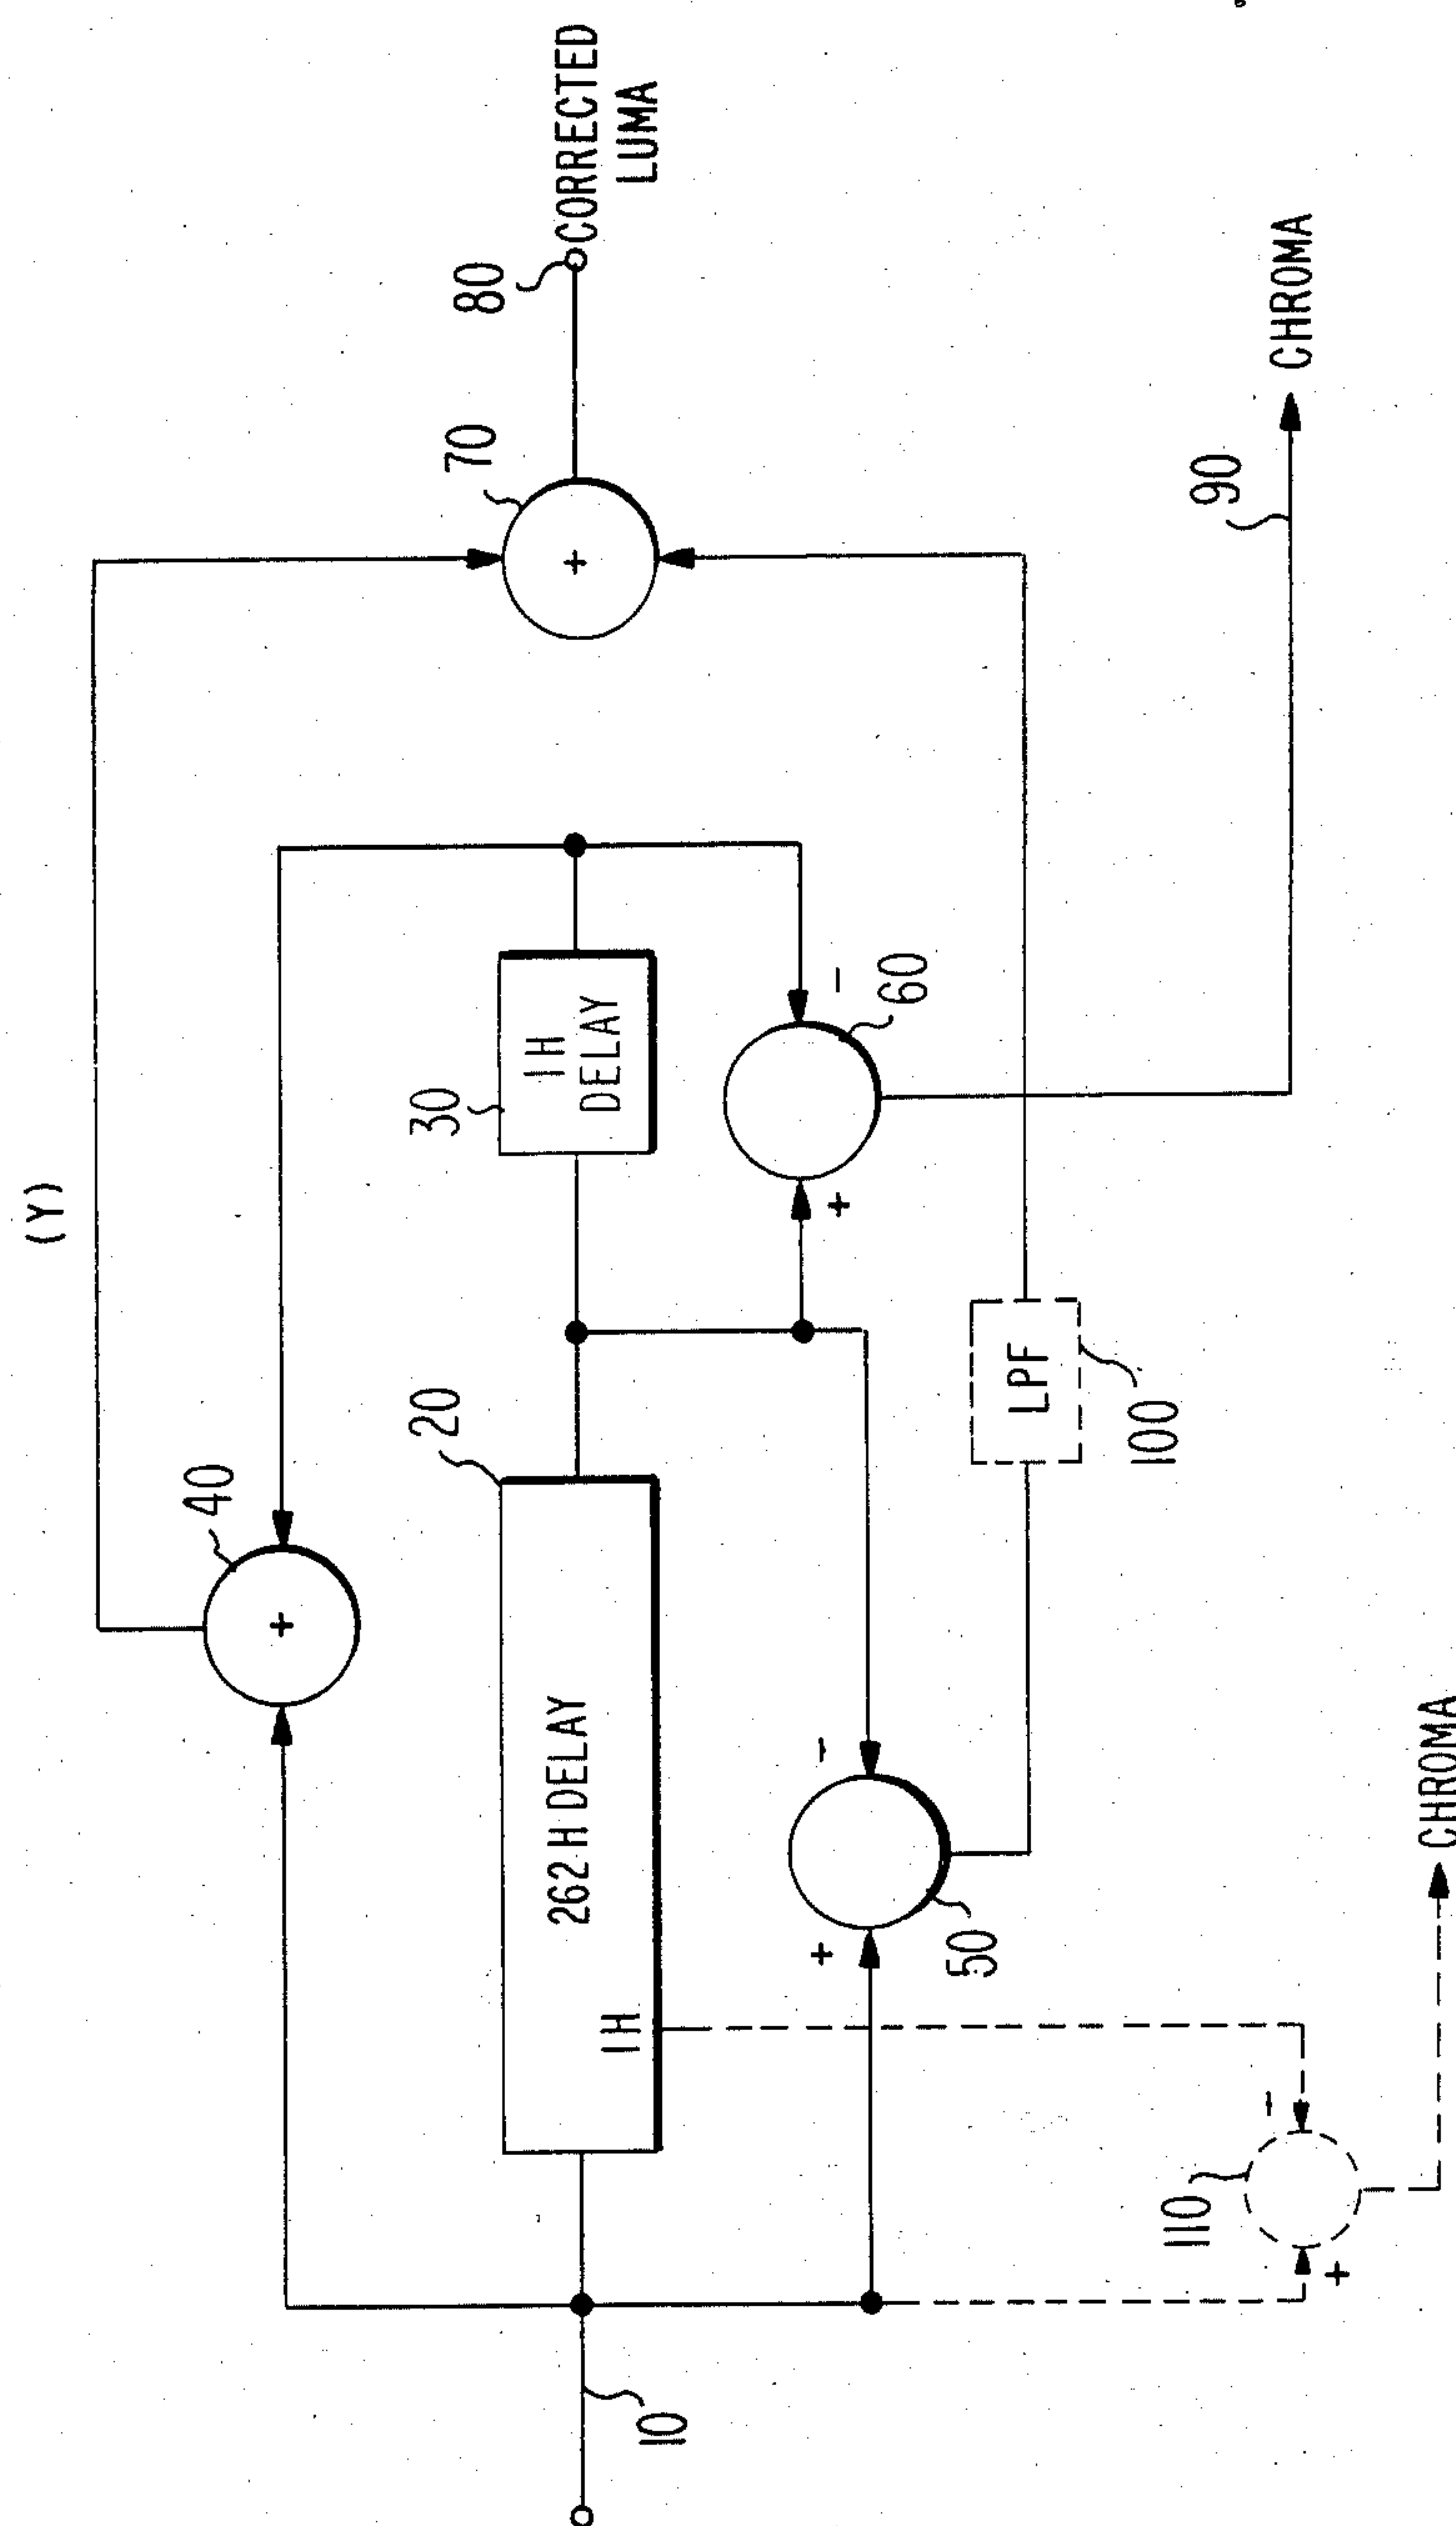 (Y)
40
+
70
+
80
CORRECTED
LUMA
20
262 H DELAY
1H
30
1H
DELAY
10
+
-
50
+
-
60
LPF
100
90
CHROMA
110
+
-
CHROMA